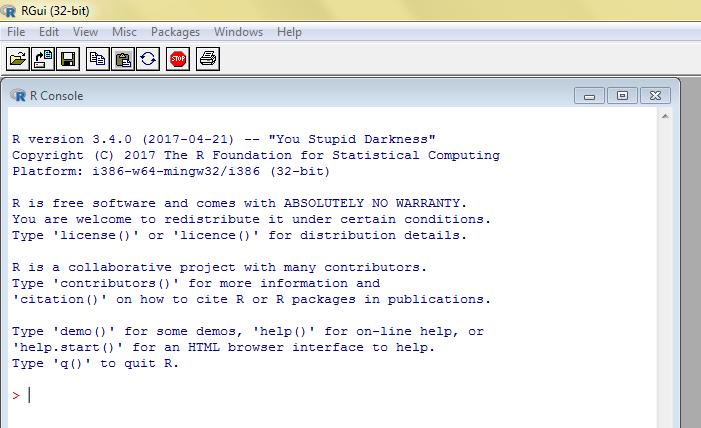 RGui (32-bit)
File Edit View Misc Packages Windows Help
STOP
R Console
R version 3.4.0 (2017-04-21) -- "You Stupid Darkness"
Copyright (C) 2017 The R Foundation for Statistical Computing
Platform: i386-w64-mingw32/i386 (32-bit)
R is free software and comes with ABSOLUTELY NO WARRANTY.
You are welcome to redistribute it under certain conditions.
Type 'license()' or 'licence()' for distribution details.
R is a collaborative project with many contributors.
Type 'contributors()' for more information and
'citation()' on how to cite R or R packages in publications.
Type 'demo()' for some demos, 'help()' for on-line help, or
'help.start()' for an HTML browser interface to help.
Type 'q()' to quit R.
>